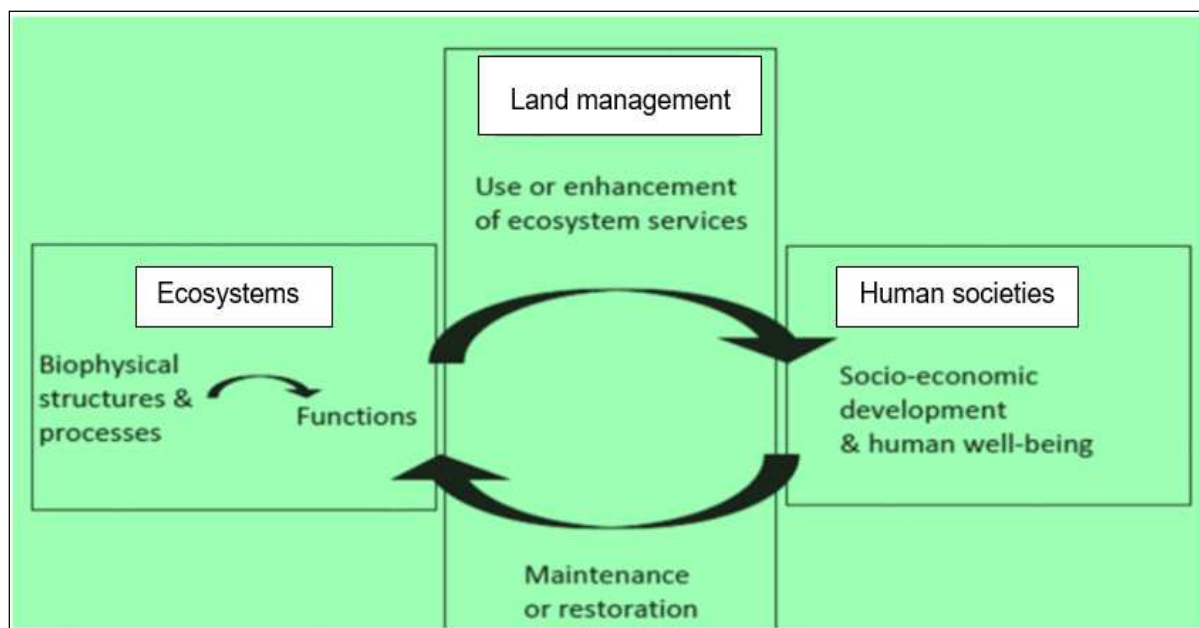 Land management
Use or enhancement
of ecosystem services
Ecosystems
Biophysical
structures &
processes
Functions
Human societies
Socio-economic
development
& human well-being
Maintenance
or restoration